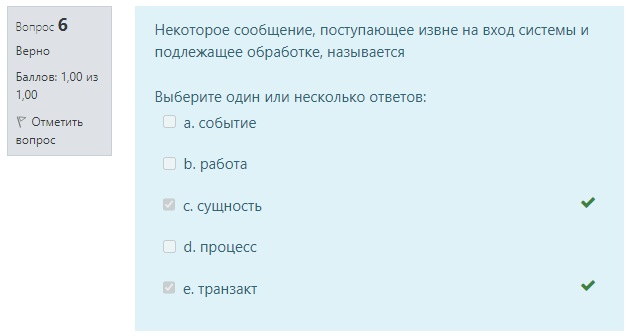 Вопрос 6
Верно
Баллов: 1,00 из
1,00
Отметить
вопрос
Некоторое сообщение, поступающее извне на вход системы и
подлежащее обработке, называется
Выберите один или несколько ответов:
a. событие
b. работа
c. сущность
d. процесс
e. транзакт